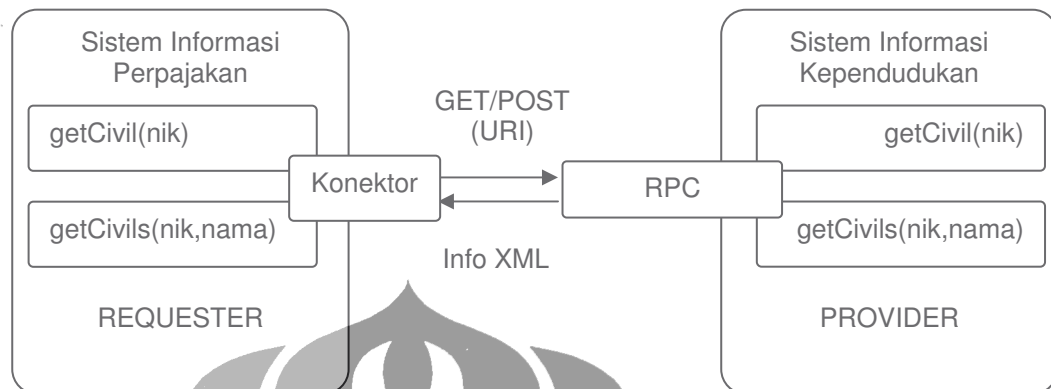 Sistem Informasi
Perpajakan
getCivil(nik)
getCivils(nik,nama)
REQUESTER
Konektor
GET/POST
(URI)
Info XML
RPC
Sistem Informasi
Kependudukan
getCivil(nik)
getCivils(nik,nama)
PROVIDER